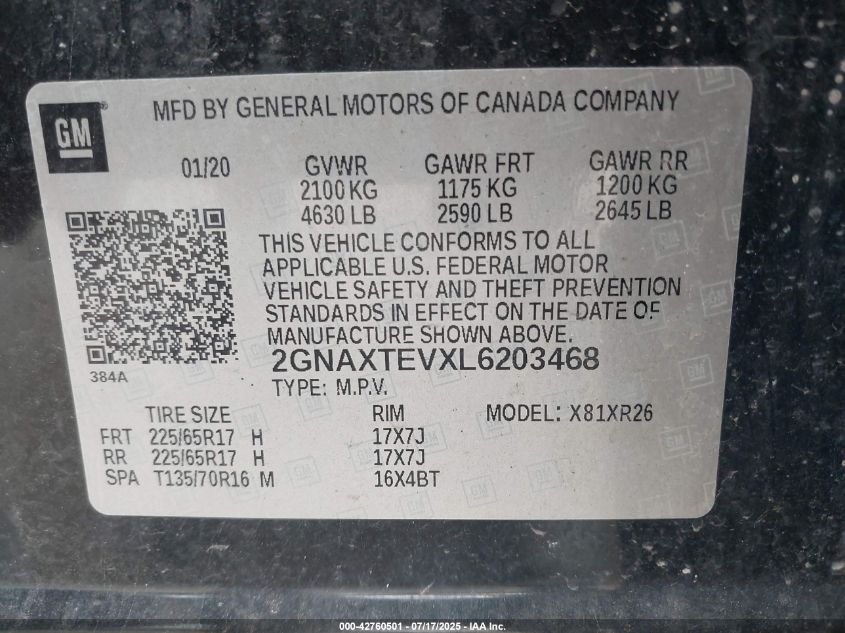 MFD BY GENERAL MOTORS OF CANADA COMPANY
GM
01/20 GVWR GAWR FRT GAWR RR
2100 KG 1175 KG 1200 KG
4630 LB 2590 LB 2645 LB
THIS VEHICLE CONFORMS TO ALL
APPLICABLE U.S. FEDERAL MOTOR
VEHICLE SAFETY AND THEFT PREVENTION
STANDARDS IN EFFECT ON THE DATE OF
MANUFACTURE SHOWN ABOVE.
384A
2GNAXTEVXL6203468
TYPE: M.P.V.
TIRE SIZE RIM MODEL: X81XR26
FRT 225/65R17 H 17X7J
RR 225/65R17 H 17X7J
SPA T135/70R16 M 16X4BT
000-42760501 - 07/17/2025 - IAA Inc.